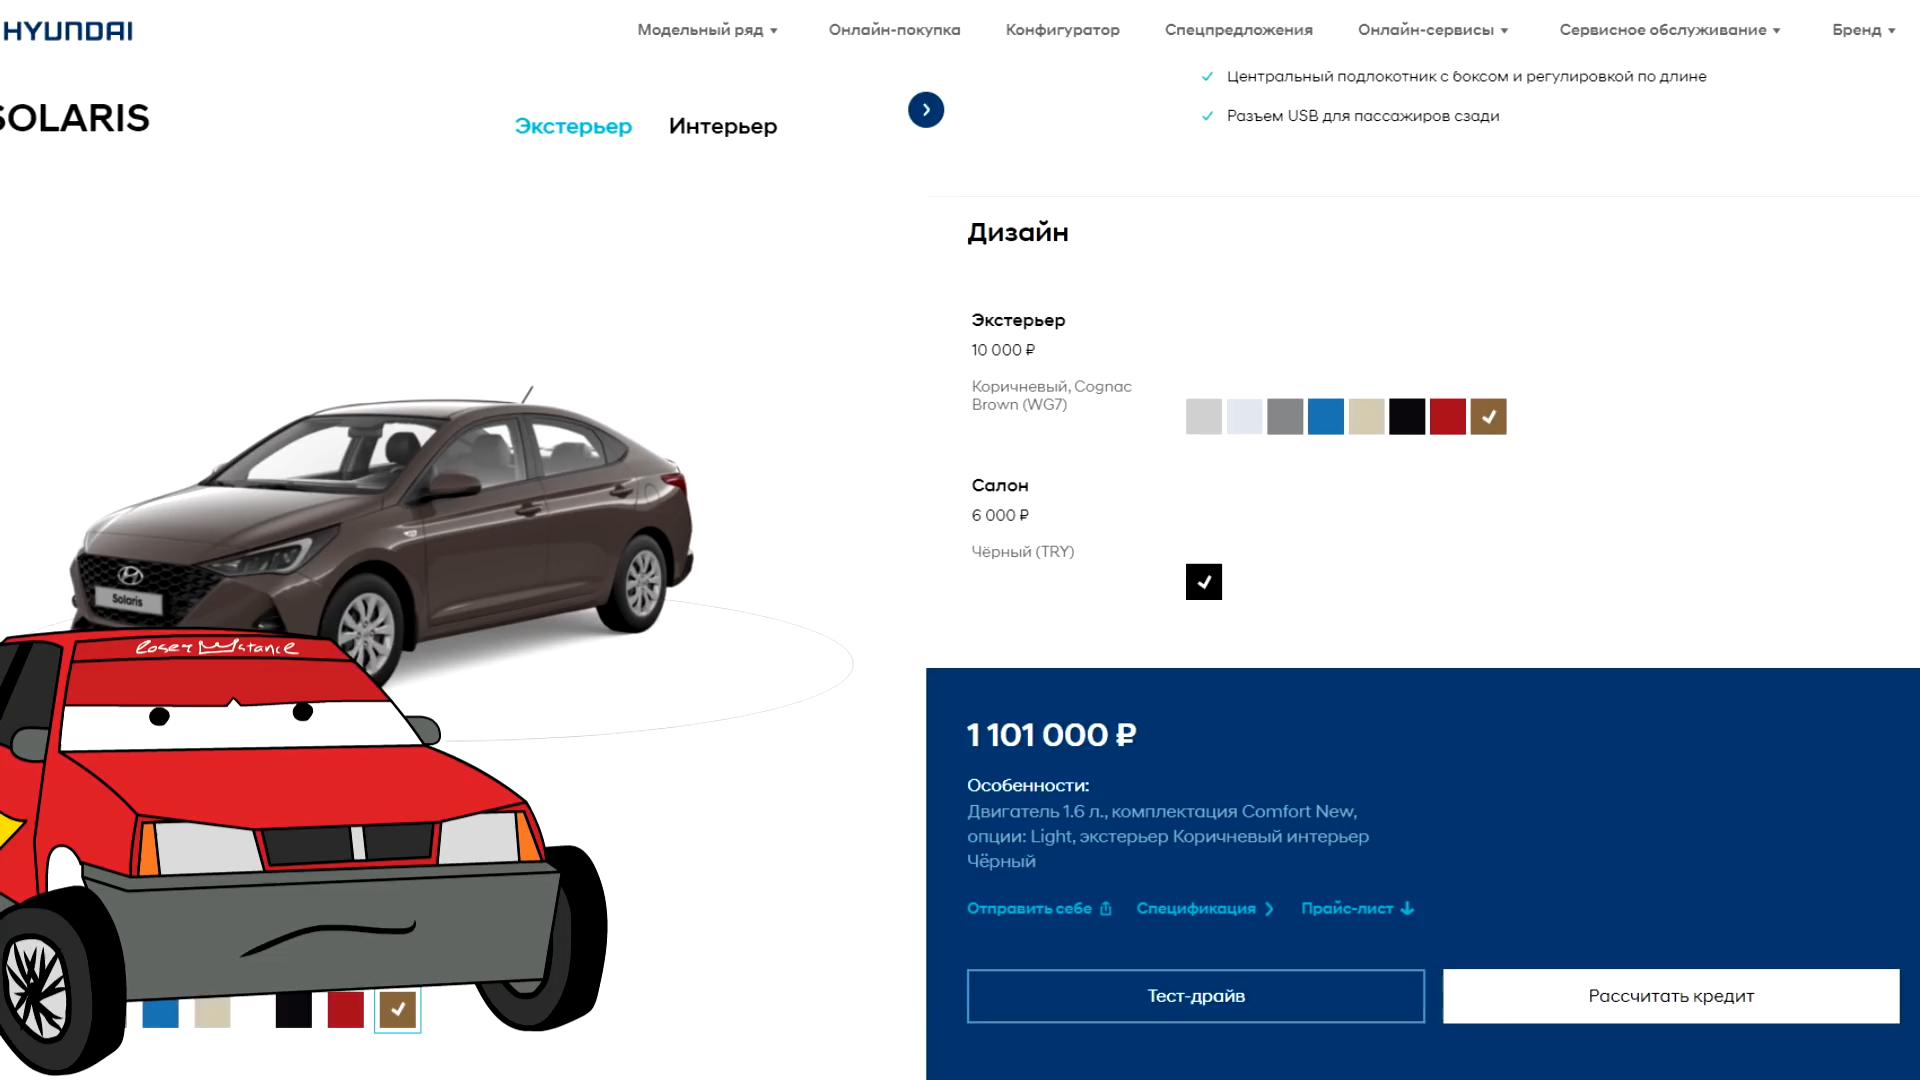 HYUNDAI
Модельный ряд
Онлайн-покупка
Конфигуратор
Спецпредложения
Онлайн-сервисы
Сервисное обслуживание
Бренд
SOLARIS
Экстерьер
Интерьер
Центральный подлокотник с боксом и регулировкой по длине
Разъем USB для пассажиров сзади
Дизайн
Экстерьер
10 000 ₽
Коричневый, Cognac
Brown (WG7)
Салон
6 000 ₽
Чёрный (TRY)
Solaris
loser stance
1 101 000 ₽
Особенности:
Двигатель 1.6 л., комплектация Comfort New,
опции: Light, экстерьер Коричневый интерьер
Чёрный
Отправить себе
Спецификация
Прайс-лист
Тест-драйв
Рассчитать кредит